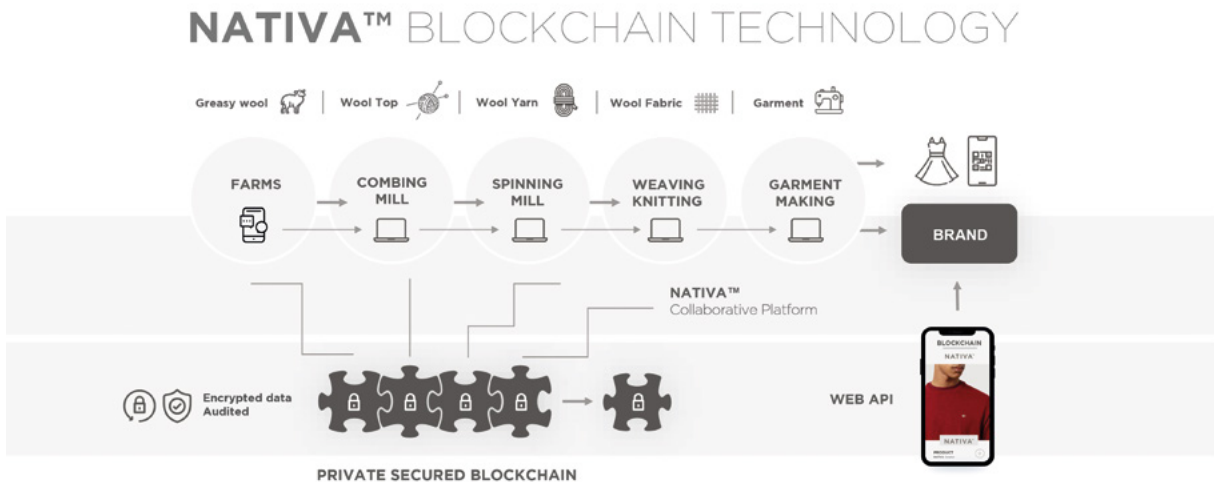 NATIVA™ BLOCKCHAIN TECHNOLOGY
Greasy wool
Wool Top
Wool Yarn
Wool Fabric
Garment
FARMS
COMBING
MILL
SPINNING
MILL
WEAVING
KNITTING
GARMENT
MAKING
BRAND
NATIVA™
Collaborative Platform
BLOCKCHAIN
NATIVA
Encrypted data
Audited
WEB API
NATIVA
PRODUCT
PRIVATE SECURED BLOCKCHAIN